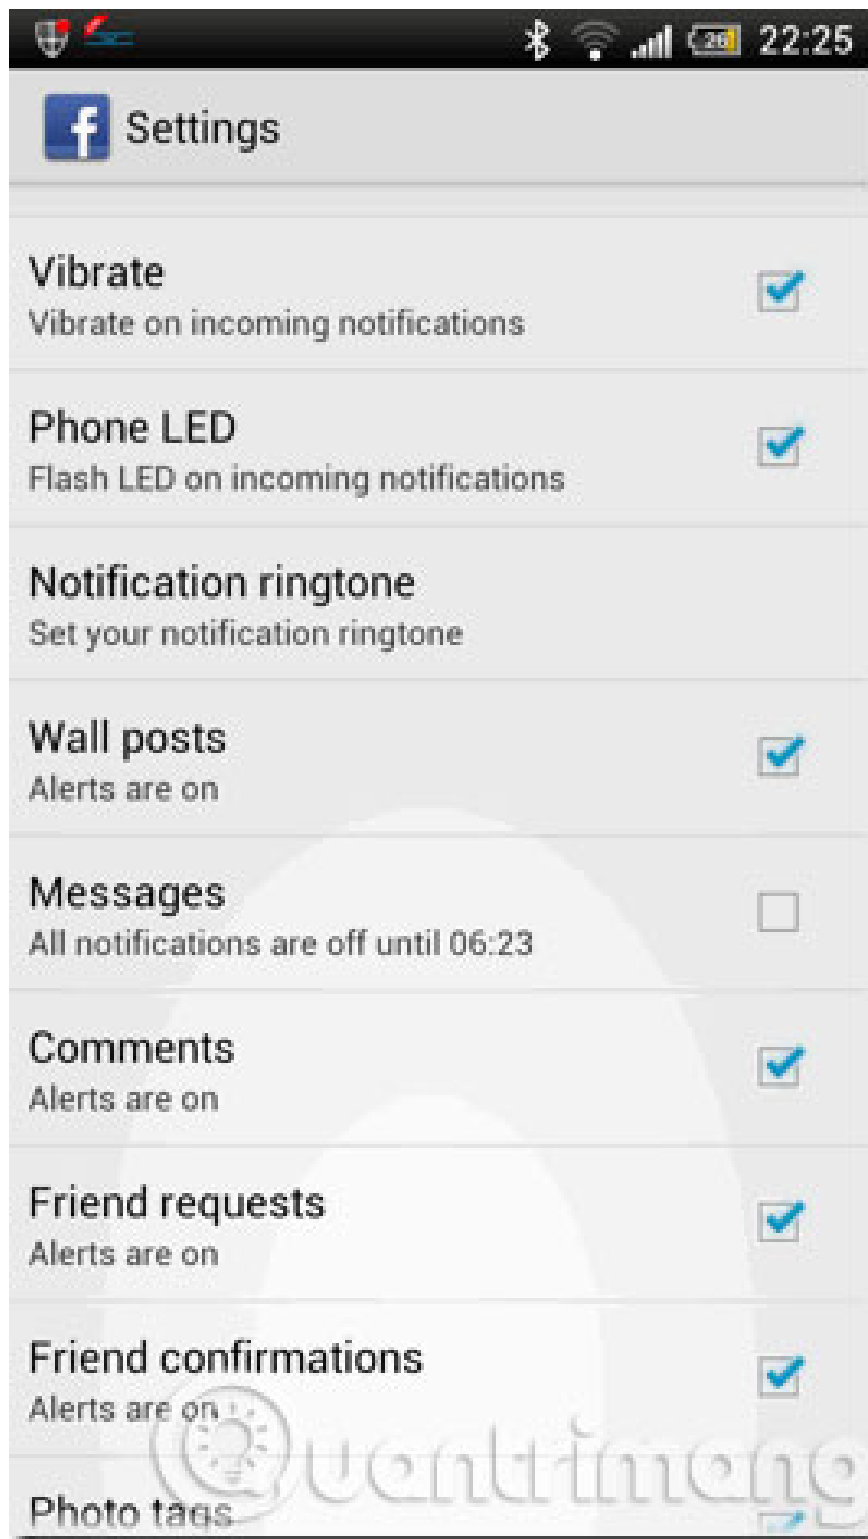 26 22:25
f Settings
Vibrate
Vibrate on incoming notifications
Phone LED
Flash LED on incoming notifications
Notification ringtone
Set your notification ringtone
Wall posts
Alerts are on
Messages
All notifications are off until 06:23
Comments
Alerts are on
Friend requests
Alerts are on
Friend confirmations
Alerts are on
Quantrimang
Photo tags